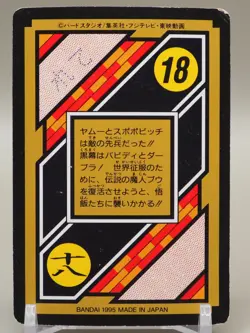 ©バードスタジオ/集英社・フジテレビ・東映動画
18
ヤムーとスポポビッチ
は敵の先兵だった!!
黒幕はバビディとダー
ブラ! 世界征服のた
めに、伝説の魔人ブウ
を復活させようと、悟
飯たちに襲いかかる!!
十八
BANDAI 1995 MADE IN JAPAN